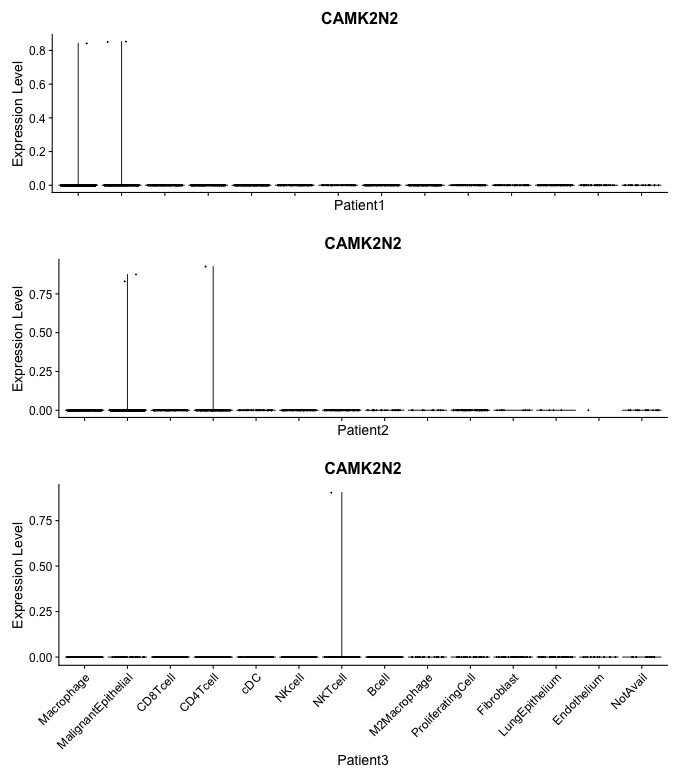 CAMK2N2
Expression Level
0.8
0.6
0.4
0.2
0.0
Patient1
CAMK2N2
Expression Level
0.75
0.50
0.25
0.00
Patient2
CAMK2N2
Expression Level
0.75
0.50
0.25
0.00
Macrophage
MalignantEpithelial
CD8Tcell
CD4Tcell
cDC
NKcell
NKTcell
Bcell
M2Macrophage
ProliferatingCell
Fibroblast
LungEpithelium
Endothelium
NotAvail
Patient3